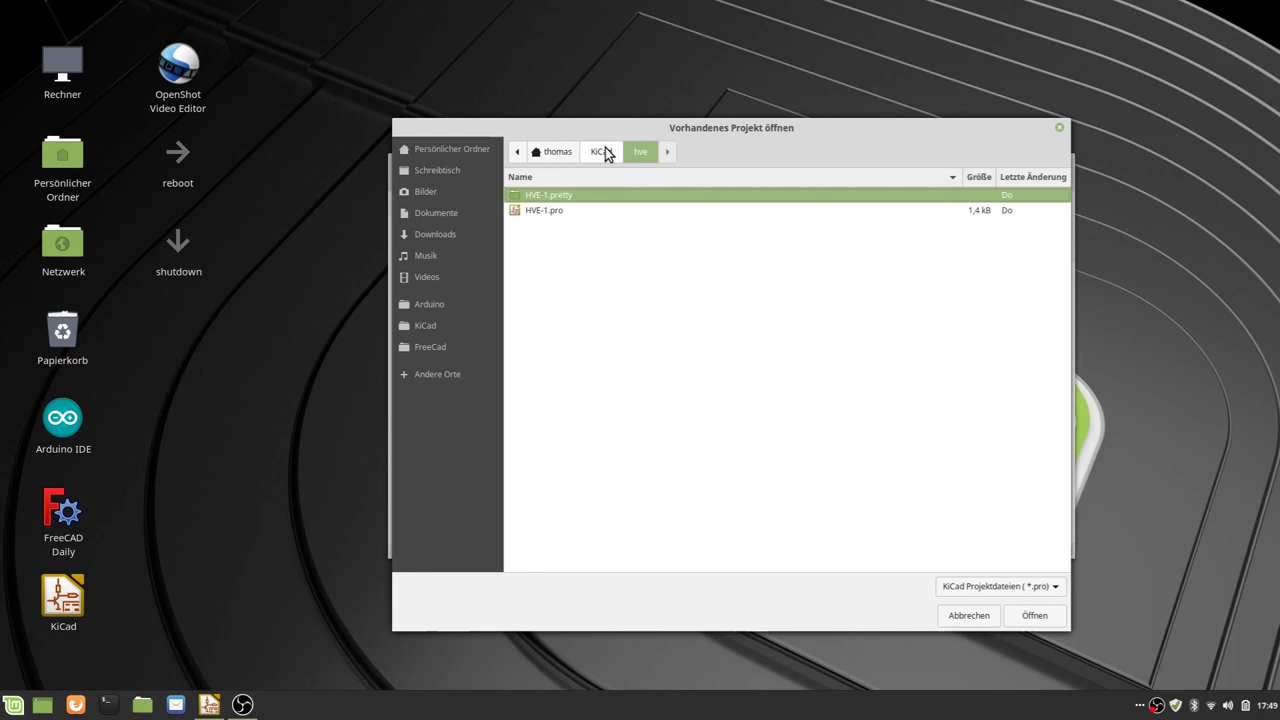 Rechner
OpenShot
Video Editor
Persönlicher
Ordner
reboot
Netzwerk
shutdown
Papierkorb
Arduino IDE
FreeCAD
Daily
KiCad
Vorhandenes Projekt öffnen
Persönlicher Ordner
Schreibtisch
Bilder
Dokumente
Downloads
Musik
Videos
Arduino
KiCad
FreeCad
Andere Orte
thomas
hve
Name Größe Letzte Änderung
HVE-1.pretty Do
HVE-1.pro 1,4 kB Do
KiCad Projektdateien ( *.pro)
Abbrechen Öffnen
17:49